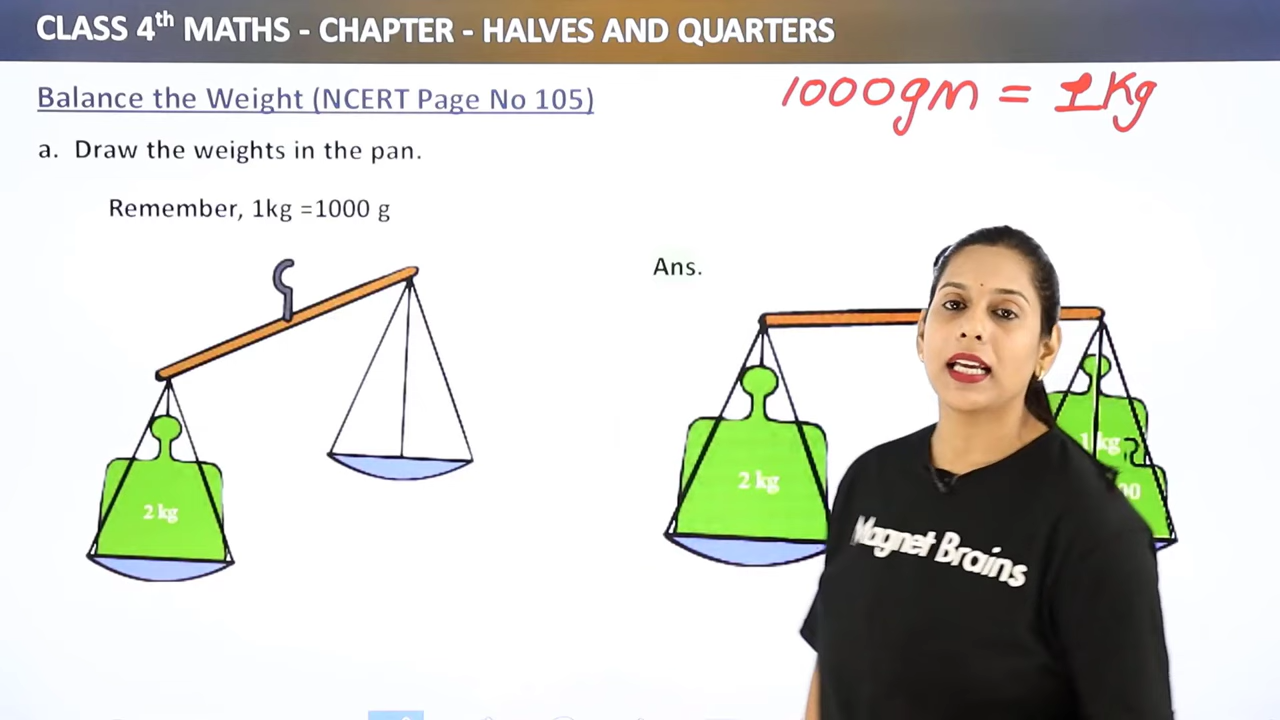 CLASS 4th MATHS - CHAPTER - HALVES AND QUARTERS
Balance the Weight (NCERT Page No 105)
1000gm = 1Kg
a. Draw the weights in the pan.
Remember, 1kg =1000 g
Ans.
2 kg
2 kg
1 kg
Magnet Brains